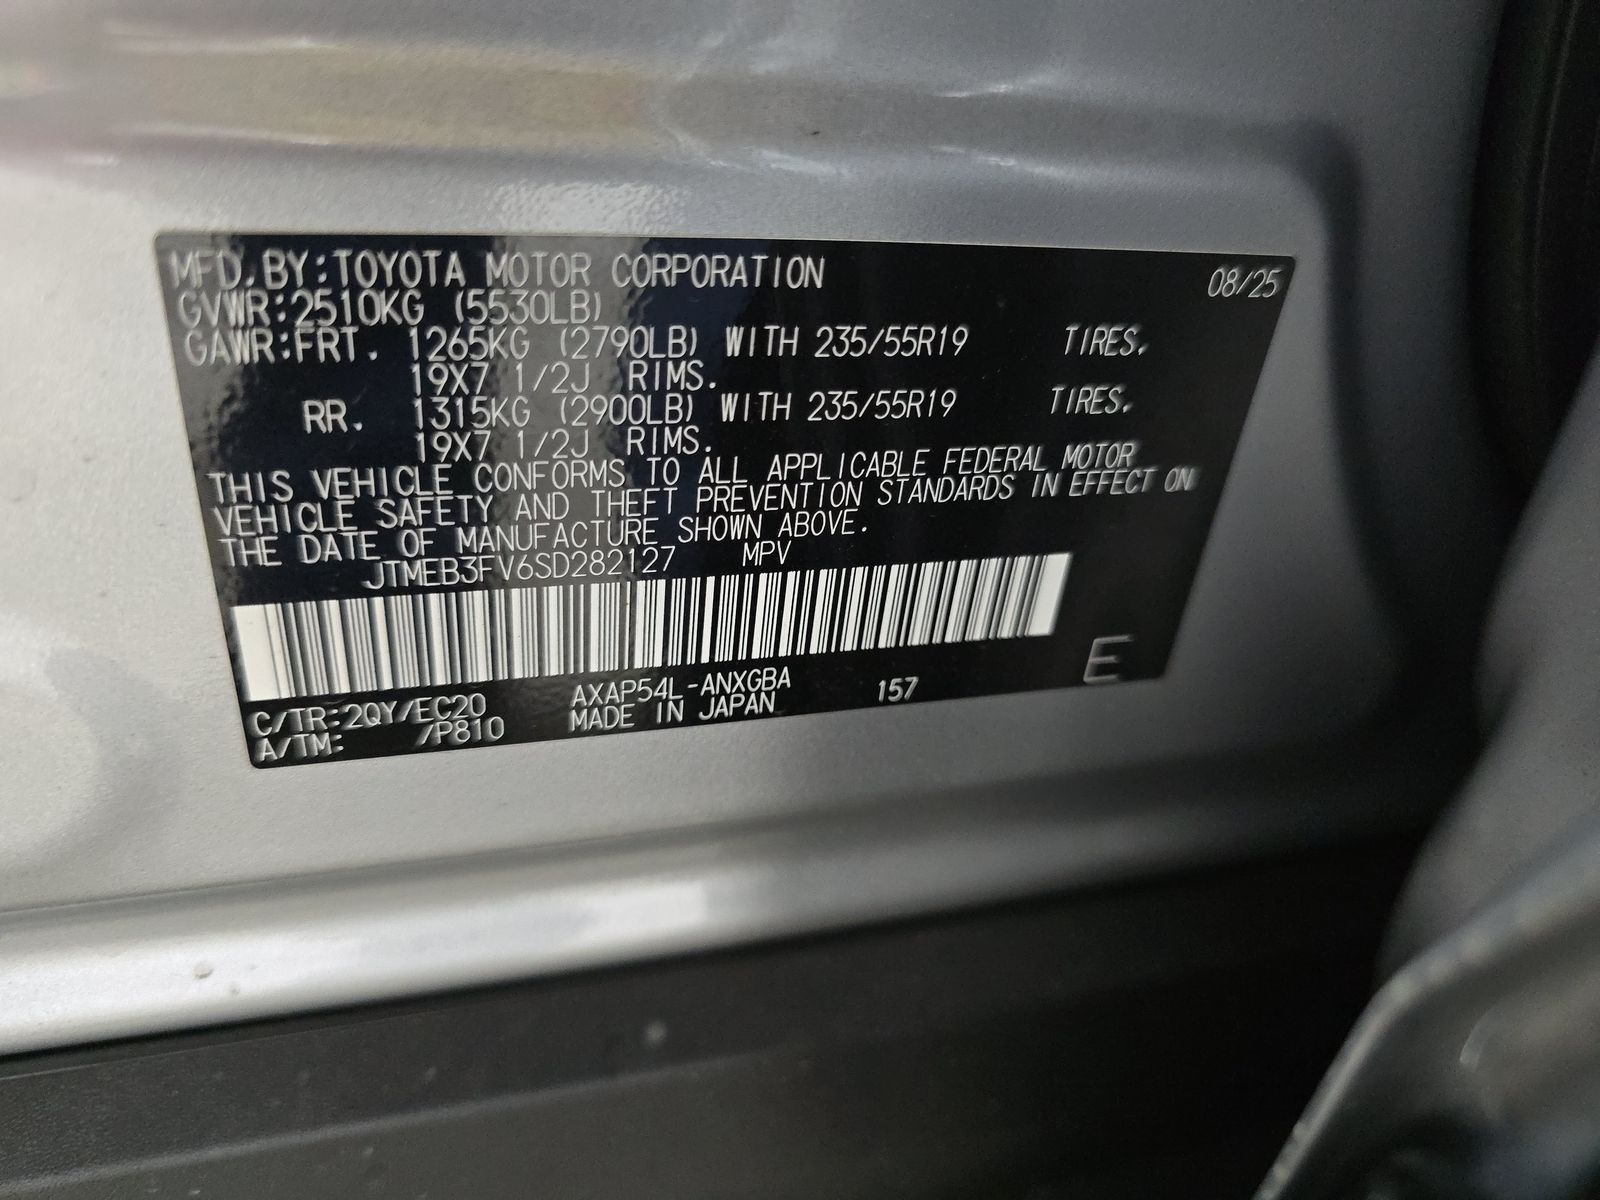 MFD. BY: TOYOTA MOTOR CORPORATION 08/25
GVWR: 2510KG (5530LB)
GAWR: FRT. 1265KG (2790LB) WITH 235/55R19 TIRES.
19X7 1/2J RIMS.
RR. 1315KG (2900LB) WITH 235/55R19 TIRES.
19X7 1/2J RIMS.
THIS VEHICLE CONFORMS TO ALL APPLICABLE FEDERAL MOTOR
VEHICLE SAFETY AND THEFT PREVENTION STANDARDS IN EFFECT ON
THE DATE OF MANUFACTURE SHOWN ABOVE.
JTMEB3FV6SD282127 MPV
E
C/TR: 2QY/EC20 AXAP54L-ANXGBA 157
A/TM: /P810 MADE IN JAPAN